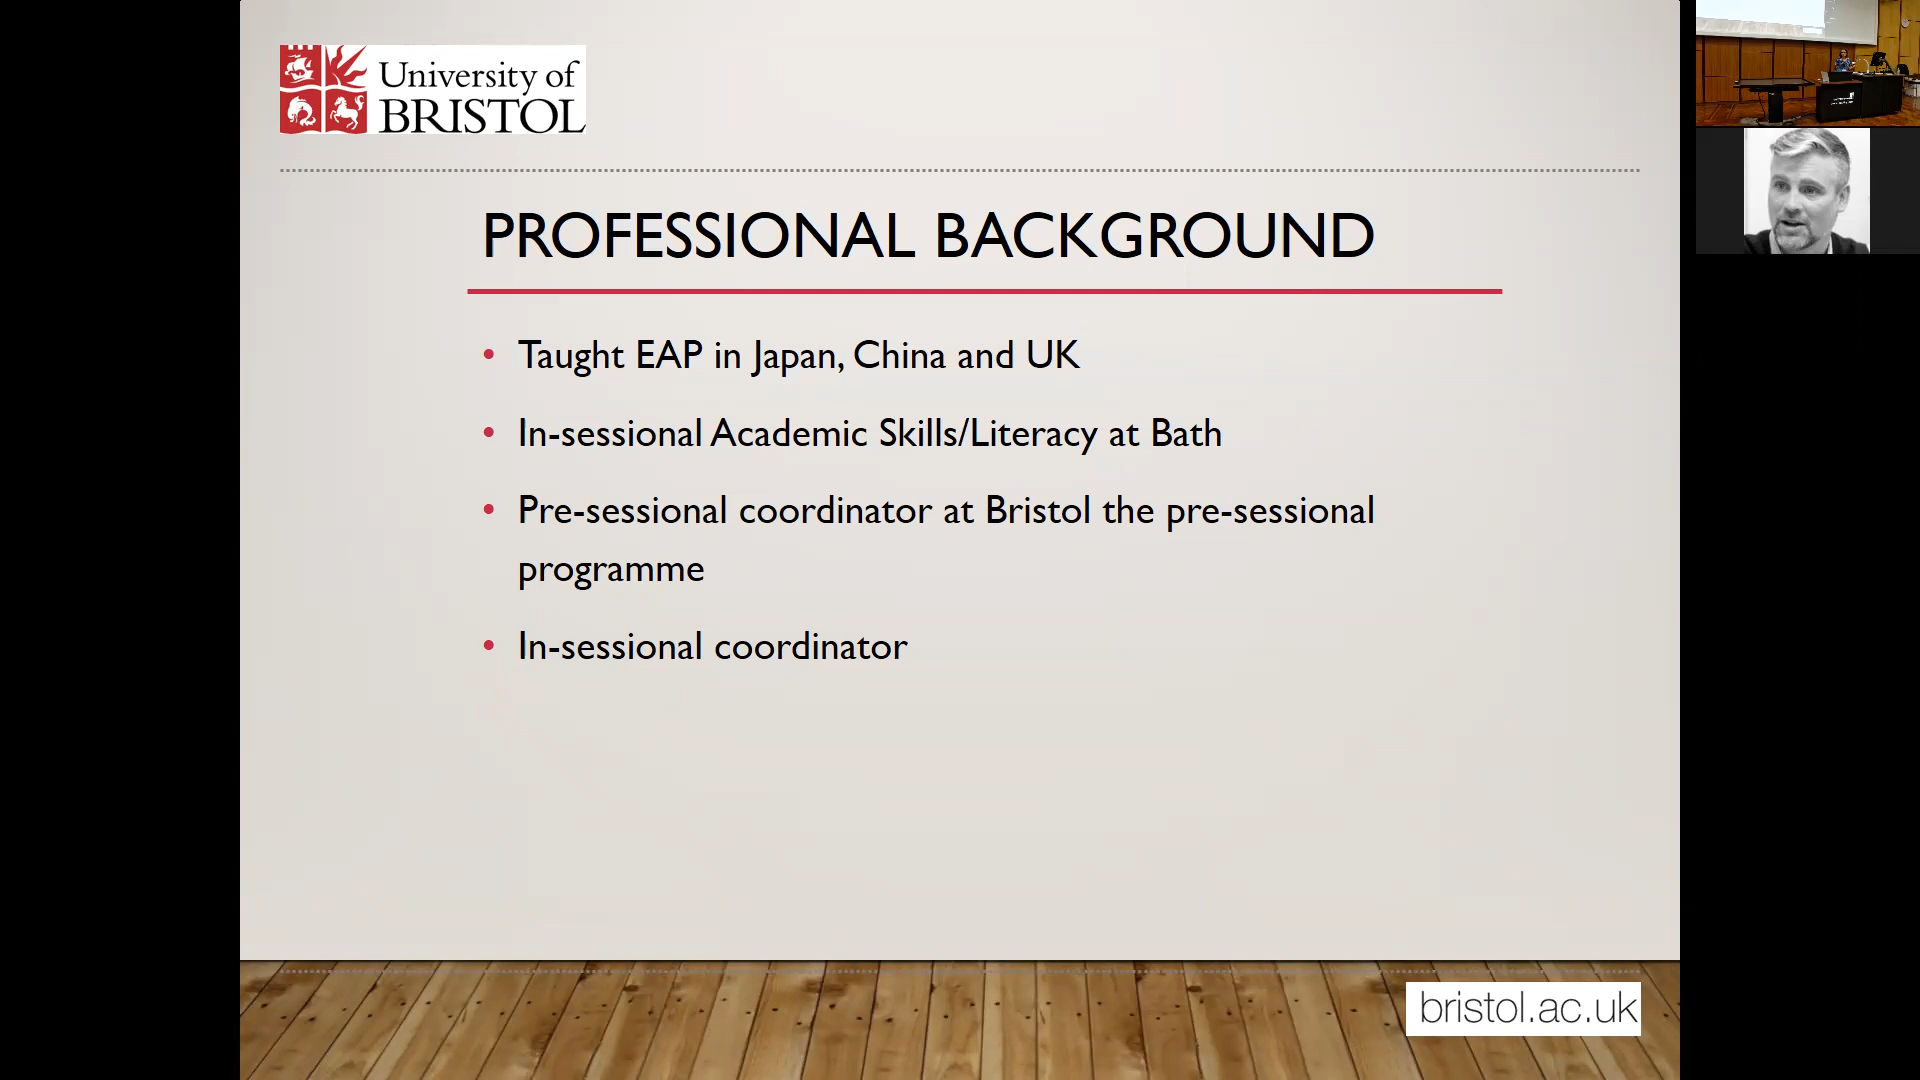 University of
BRISTOL
PROFESSIONAL BACKGROUND
• Taught EAP in Japan, China and UK
• In-sessional Academic Skills/Literacy at Bath
• Pre-sessional coordinator at Bristol the pre-sessional
programme
• In-sessional coordinator
bristol.ac.uk